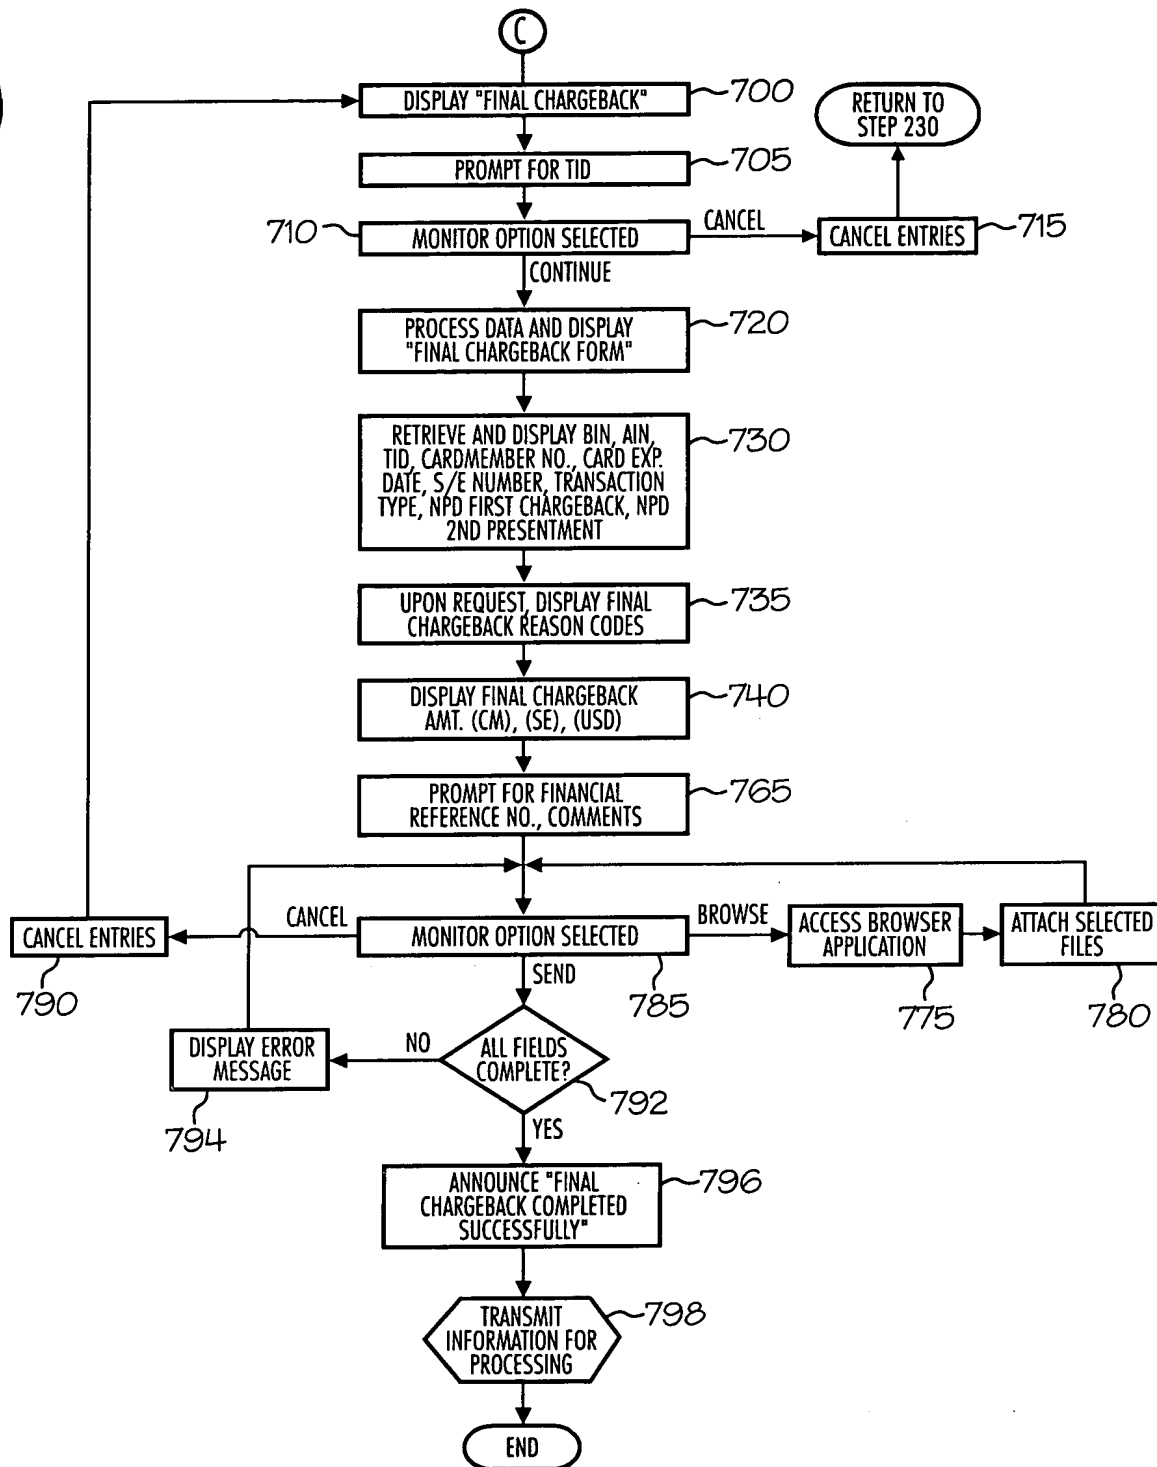 C
DISPLAY "FINAL CHARGEBACK"
700
RETURN TO
STEP 230
PROMPT FOR TID
705
710
MONITOR OPTION SELECTED
CANCEL
CANCEL ENTRIES
715
CONTINUE
PROCESS DATA AND DISPLAY
"FINAL CHARGEBACK FORM"
720
RETRIEVE AND DISPLAY BIN, AIN,
TID, CARDMEMBER NO., CARD EXP.
DATE, S/E NUMBER, TRANSACTION
TYPE, NPD FIRST CHARGEBACK, NPD
2ND PRESENTMENT
730
UPON REQUEST, DISPLAY FINAL
CHARGEBACK REASON CODES
735
DISPLAY FINAL CHARGEBACK
AMT. (CM), (SE), (USD)
740
PROMPT FOR FINANCIAL
REFERENCE NO., COMMENTS
765
CANCEL ENTRIES
790
CANCEL
MONITOR OPTION SELECTED
785
BROWSE
ACCESS BROWSER
APPLICATION
775
ATTACH SELECTED
FILES
780
SEND
DISPLAY ERROR
MESSAGE
794
NO
ALL FIELDS
COMPLETE?
792
YES
ANNOUNCE "FINAL
CHARGEBACK COMPLETED
SUCCESSFULLY"
796
TRANSMIT
INFORMATION FOR
PROCESSING
798
END